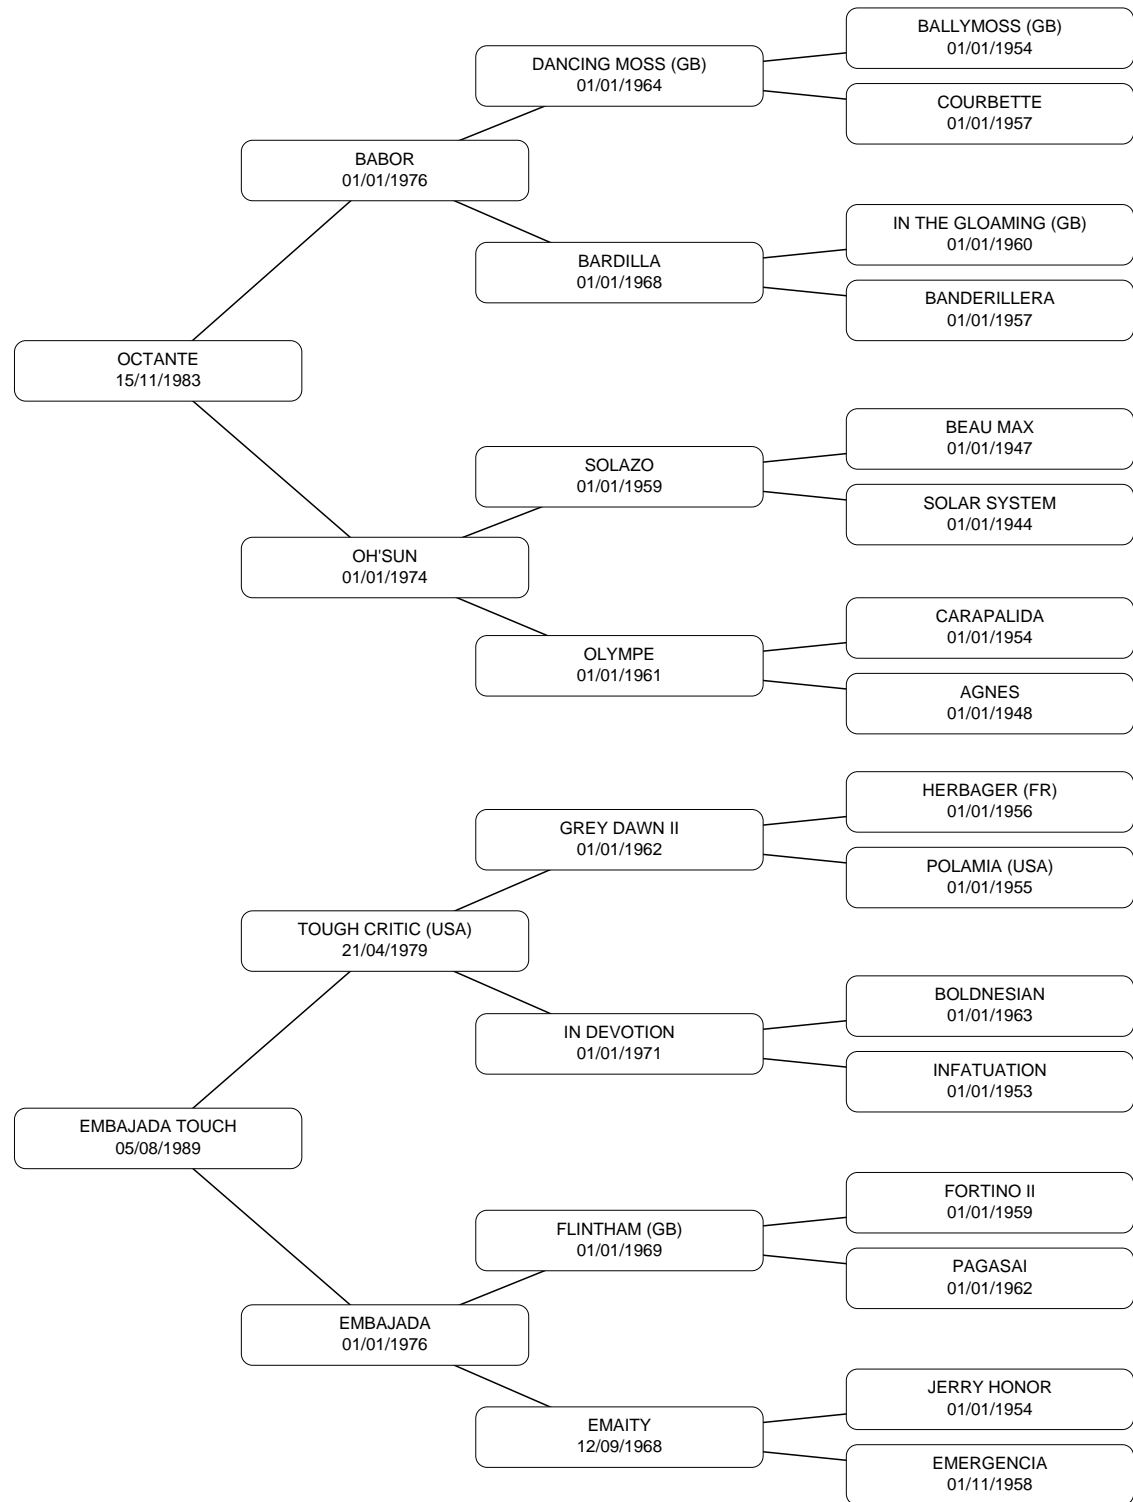 BALLYMOSS (GB)
01/01/1954
DANCING MOSS (GB)
01/01/1964
COURBETTE
01/01/1957
BABOR
01/01/1976
IN THE GLOAMING (GB)
01/01/1960
BARDILLA
01/01/1968
BANDERILLERA
01/01/1957
OCTANTE
15/11/1983
BEAU MAX
01/01/1947
SOLAZO
01/01/1959
SOLAR SYSTEM
01/01/1944
OH'SUN
01/01/1974
CARAPALIDA
01/01/1954
OLYMPE
01/01/1961
AGNES
01/01/1948
HERBAGER (FR)
01/01/1956
GREY DAWN II
01/01/1962
POLAMIA (USA)
01/01/1955
TOUGH CRITIC (USA)
21/04/1979
BOLDNESIAN
01/01/1963
IN DEVOTION
01/01/1971
INFATUATION
01/01/1953
EMBAJADA TOUCH
05/08/1989
FORTINO II
01/01/1959
FLINTHAM (GB)
01/01/1969
PAGASAI
01/01/1962
EMBAJADA
01/01/1976
JERRY HONOR
01/01/1954
EMAITY
12/09/1968
EMERGENCIA
01/11/1958